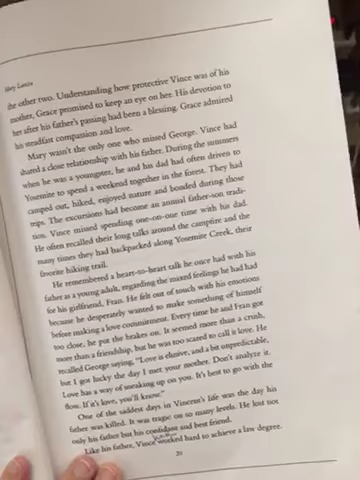 Mary Lamia
the other two. Understanding how protective Vince was of his
mother, Grace promised to keep an eye on her. His devotion to
her after his father's passing had been a blessing. Grace admired
his steadfast compassion and love.
Mary wasn't the only one who missed George. Vince had
shared a close relationship with his father. During the summers
when he was a youngster, he and his dad had often driven to
Yosemite to spend a weekend together in the forest. They had
camped out, hiked, enjoyed nature and bonded during those
trips. The excursions had become an annual father-son tradi-
tion. Vince missed spending one-on-one time with his dad.
He often recalled their long talks around the campfire and the
many times they had backpacked along Yosemite Creek, their
favorite hiking trail.
He remembered a heart-to-heart talk he once had with his
father as a young adult, regarding the mixed feelings he had had
for his girlfriend, Fran. He felt out of touch with his emotions
because he desperately wanted to make something of himself
before making a love commitment. Every time he and Fran got
too close, he put the brakes on. It seemed more than a crush,
more than a friendship, but he was too scared to call it love. He
recalled George saying, "Love is elusive, and a bit unpredictable,
but I got lucky the day I met your mother. Don't analyze it.
Love has a way of sneaking up on you. It's best to go with the
flow. If it's love, you'll know."
One of the saddest days in Vincent's life was the day his
father was killed. It was tragic on so many levels. He lost not
only his father but his confidant and best friend.
Like his father, Vince worked hard to achieve a law degree.
20